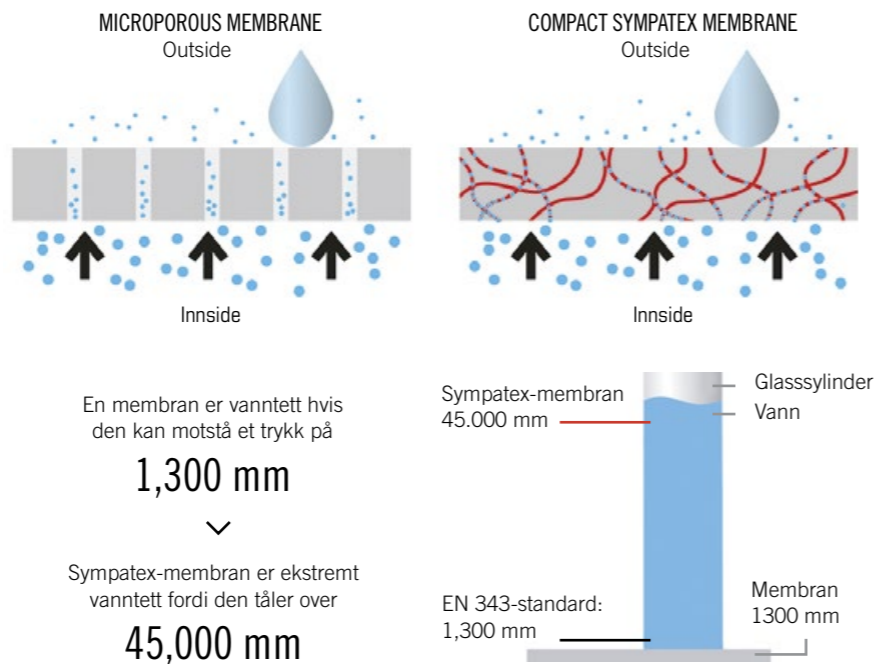 MICROPOROUS MEMBRANE
Outside
Innside
COMPACT SYMPATEX MEMBRANE
Outside
Innside
En membran er vanntett hvis
den kan motstå et trykk på
1,300 mm
Sympatex-membran er ekstremt
vanntett fordi den tåler over
45,000 mm
Sympatex-membran
45.000 mm
Glasssylinder
Vann
EN 343-standard:
1,300 mm
Membran
1300 mm